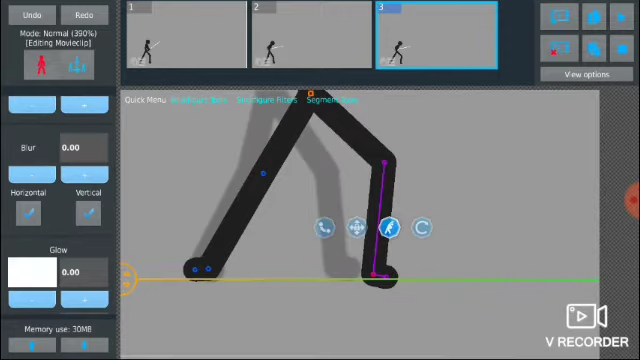 Undo Redo
Mode: Normal (390%)
[Editing Movieclip]
1 2 3
View options
Quick Menu
Blur 0.00
Horizontal Vertical
Glow
0.00
Memory use: 30MB
V RECORDER